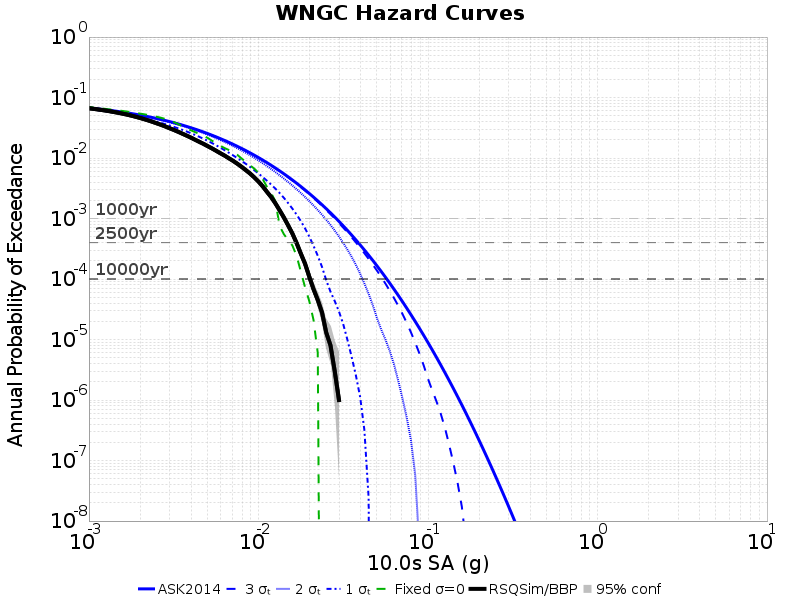 WNGC Hazard Curves
Annual Probability of Exceedance
10^0
10^-1
10^-2
10^-3
10^-4
10^-5
10^-6
10^-7
10^-8
1000yr
2500yr
10000yr
10^-3 10^-2 10^-1 10^0 10^1
10.0s SA (g)
ASK2014 3 σₜ 2 σₜ 1 σₜ Fixed σ=0 RSQSim/BBP 95% conf